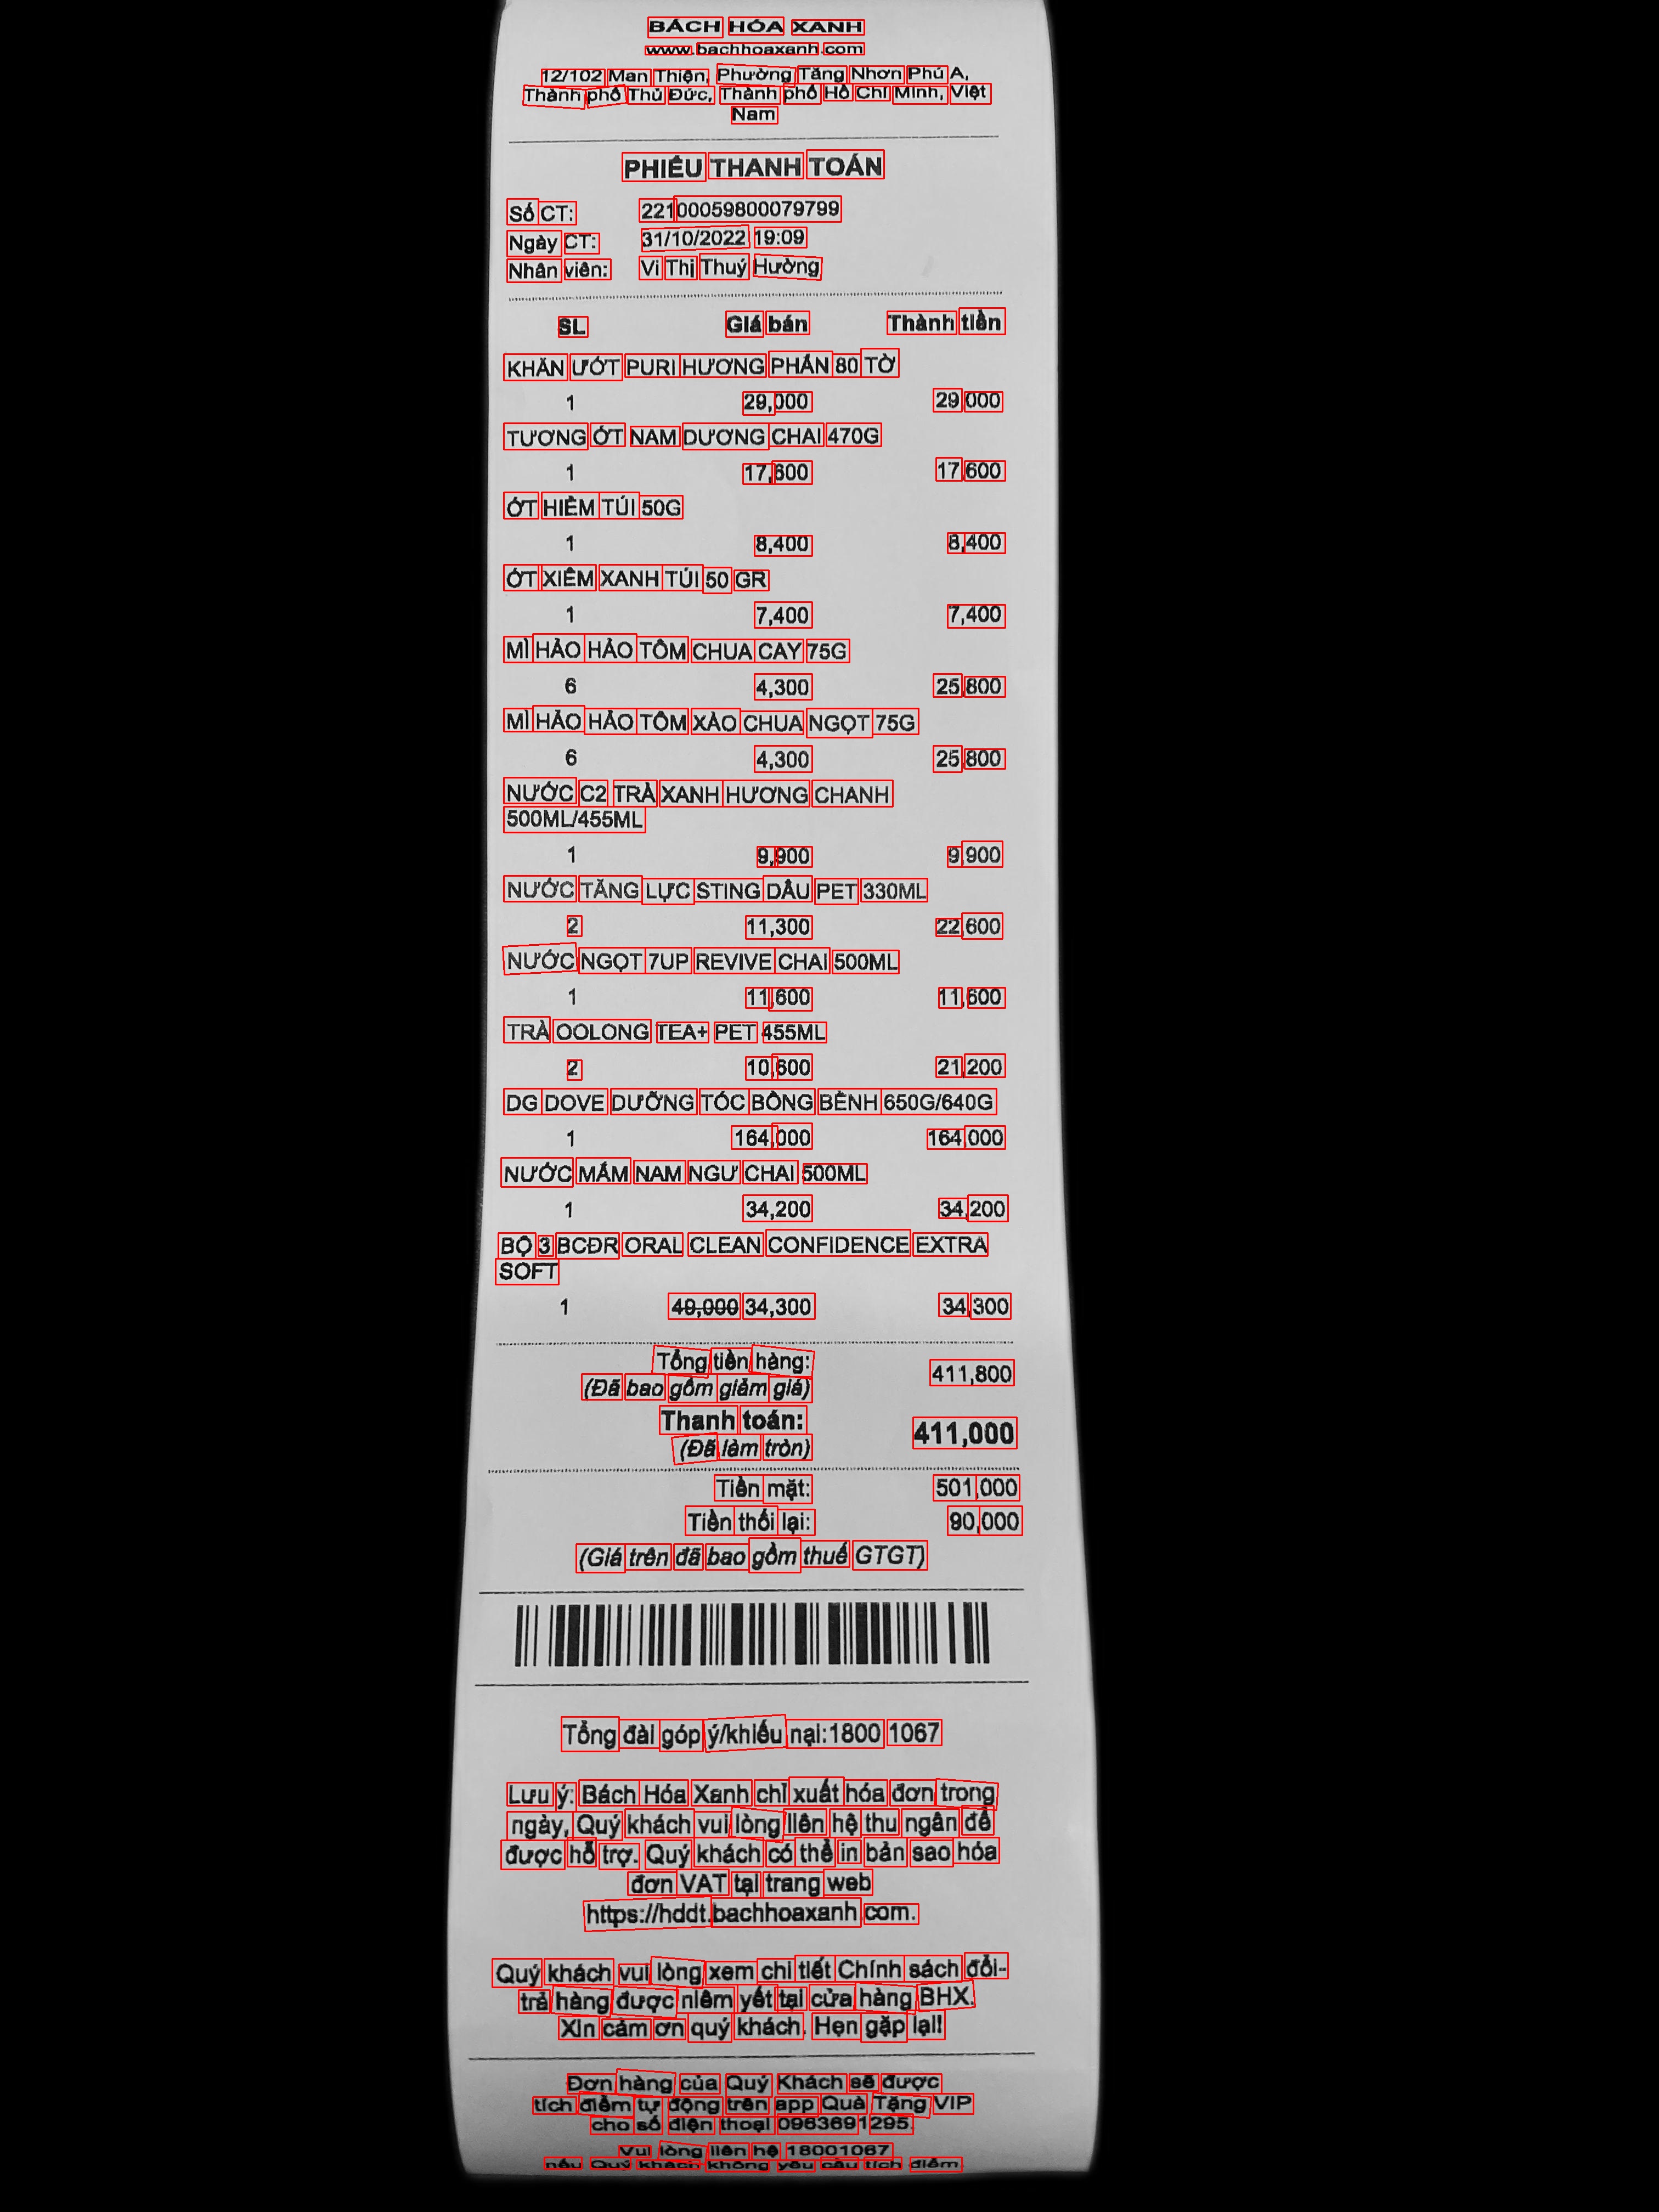 BÁCH HÓA XANH
www.bachhoaxanh.com
12/102 Man Thiện, Phường Tăng Nhơn Phú A,
Thành phố Thủ Đức, Thành phố Hồ Chí Minh, Việt
Nam
PHIẾU THANH TOÁN
Số CT: 22100059800079799
Ngày CT: 31/10/2022 19:09
Nhân viên: Vi Thị Thuý Hường
SL Giá bán Thành tiền
KHĂN ƯỚT PURI HƯƠNG PHẤN 80 TỜ
1 29,000 29,000
TƯƠNG ỚT NAM DƯƠNG CHAI 470G
1 17,600 17,600
ỚT HIỂM TÚI 50G
1 8,400 8,400
ỚT XIÊM XANH TÚI 50 GR
1 7,400 7,400
MÌ HẢO HẢO TÔM CHUA CAY 75G
6 4,300 25,800
MÌ HẢO HẢO TÔM XÀO CHUA NGỌT 75G
6 4,300 25,800
NƯỚC C2 TRÀ XANH HƯƠNG CHANH
500ML/455ML
1 9,900 9,900
NƯỚC TĂNG LỰC STING DÂU PET 330ML
2 11,300 22,600
NƯỚC NGỌT 7UP REVIVE CHAI 500ML
1 11,600 11,600
TRÀ OOLONG TEA+ PET 455ML
2 10,600 21,200
DG DOVE DƯỠNG TÓC BỒNG BỀNH 650G/640G
1 164,000 164,000
NƯỚC MẮM NAM NGƯ CHAI 500ML
1 34,200 34,200
BỘ 3 BCĐR ORAL CLEAN CONFIDENCE EXTRA
SOFT
1 49,000 34,300 34,300
Tổng tiền hàng: 411,800
(Đã bao gồm giảm giá)
Thanh toán: 411,000
(Đã làm tròn)
Tiền mặt: 501,000
Tiền thối lại: 90,000
(Giá trên đã bao gồm thuế GTGT)
Tổng đài góp ý/khiếu nại:1800 1067
Lưu ý: Bách Hóa Xanh chỉ xuất hóa đơn trong
ngày, Quý khách vui lòng liên hệ thu ngân để
được hỗ trợ. Quý khách có thể in bản sao hóa
đơn VAT tại trang web
https://hddt.bachhoaxanh.com.
Quý khách vui lòng xem chi tiết Chính sách đổi-
trả hàng được niêm yết tại cửa hàng BHX.
Xin cảm ơn quý khách. Hẹn gặp lại!
Đơn hàng của Quý Khách sẽ được
tích điểm tự động trên app Quà Tặng VIP
cho số điện thoại 0983691295.
Vui lòng liên hệ 18001067
nếu Quý khách không yêu cầu tích điểm